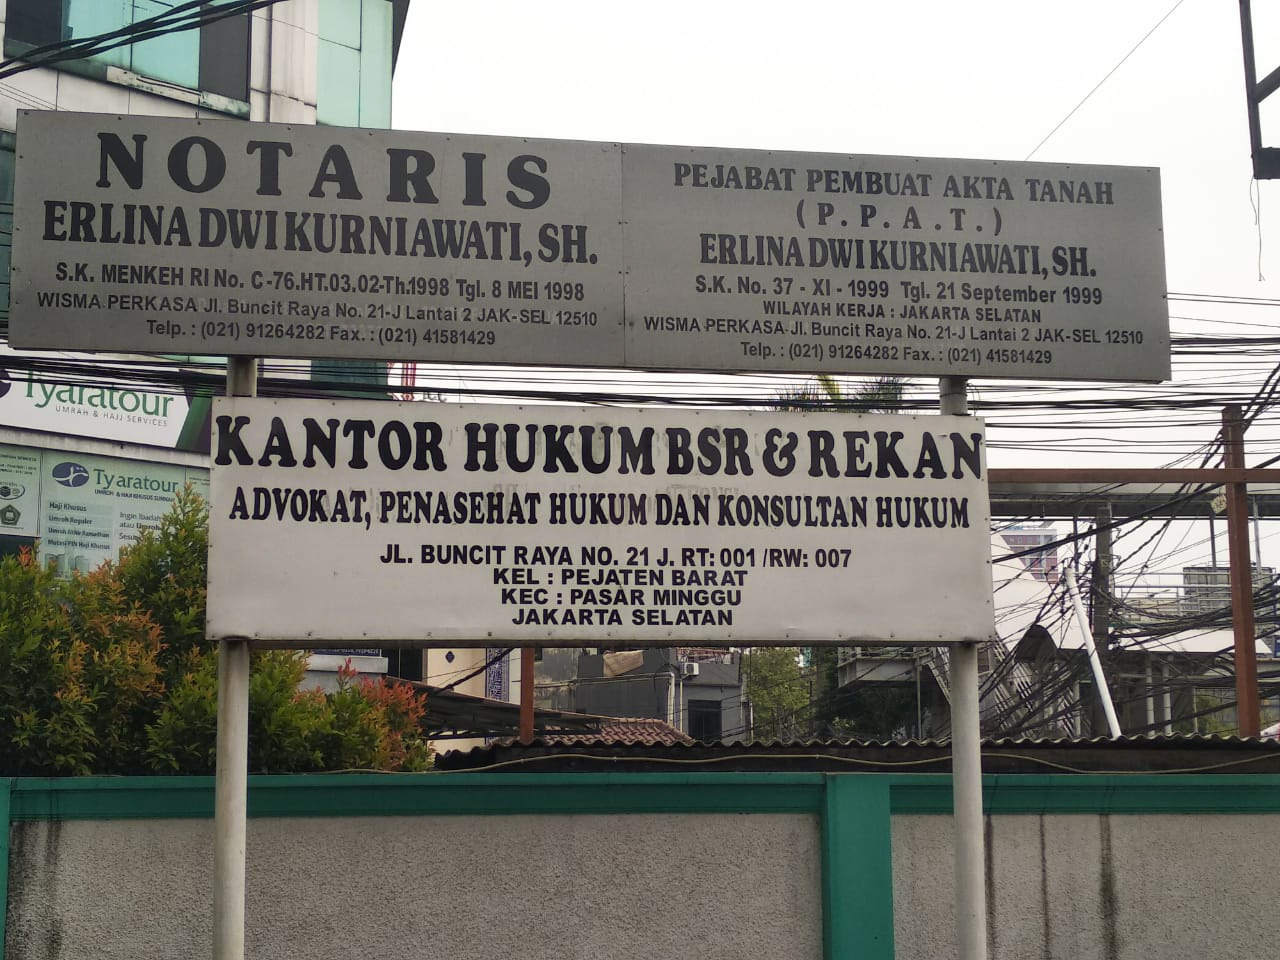 NOTARIS
ERLINA DWI KURNIAWATI, SH.
S.K. MENKEH RI No. C-76.HT.03.02-Th.1998 Tgl. 8 MEI 1998
WISMA PERKASA Jl. Buncit Raya No. 21-J Lantai 2 JAK-SEL 12510
Telp. : (021) 91264282 Fax. : (021) 41581429
PEJABAT PEMBUAT AKTA TANAH
(P.P.A.T.)
ERLINA DWI KURNIAWATI, SH.
S.K. No. 37 - XI - 1999 Tgl. 21 September 1999
WILAYAH KERJA : JAKARTA SELATAN
WISMA PERKASA Jl. Buncit Raya No. 21-J Lantai 2 JAK-SEL 12510
Telp. : (021) 91264282 Fax. : (021) 41581429
KANTOR HUKUM BSR & REKAN
ADVOKAT, PENASEHAT HUKUM DAN KONSULTAN HUKUM
JL. BUNCIT RAYA NO. 21 J. RT: 001 /RW: 007
KEL : PEJATEN BARAT
KEC : PASAR MINGGU
JAKARTA SELATAN
Tyaratour
UMRAH & HAJJ SERVICES
Tyaratour
Haji Khusus
Umroh Reguler